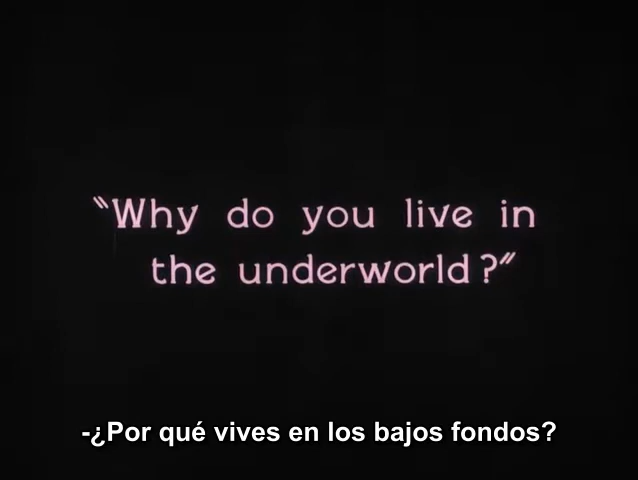 "Why do you live in
the underworld?"
-¿Por qué vives en los bajos fondos?